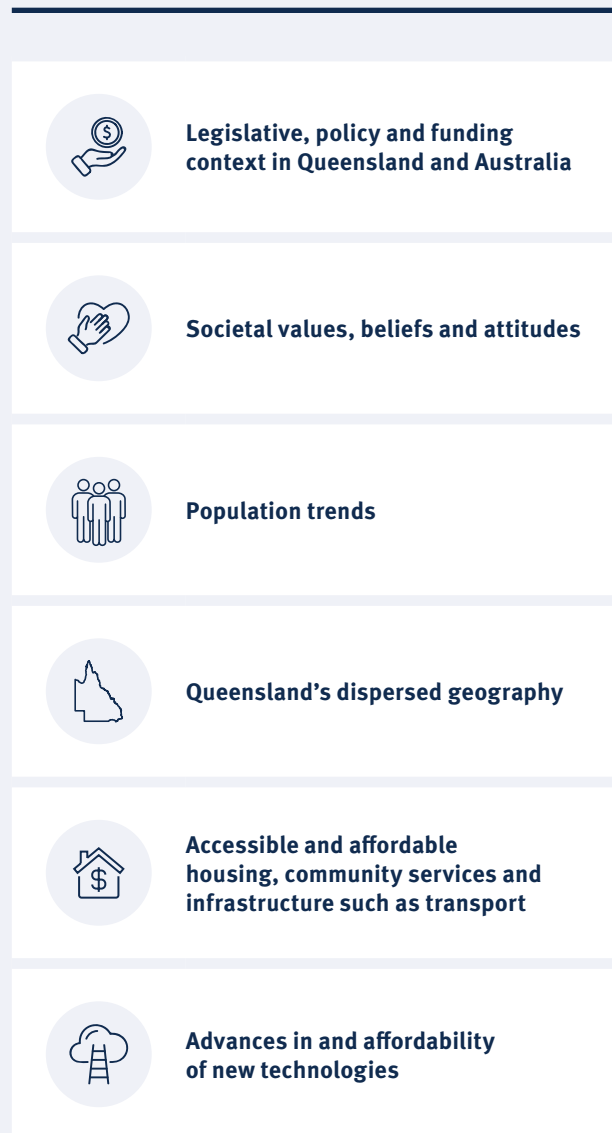 $
Legislative, policy and funding
context in Queensland and Australia
Societal values, beliefs and attitudes
Population trends
Queensland’s dispersed geography
$
Accessible and affordable
housing, community services and
infrastructure such as transport
Advances in and affordability
of new technologies